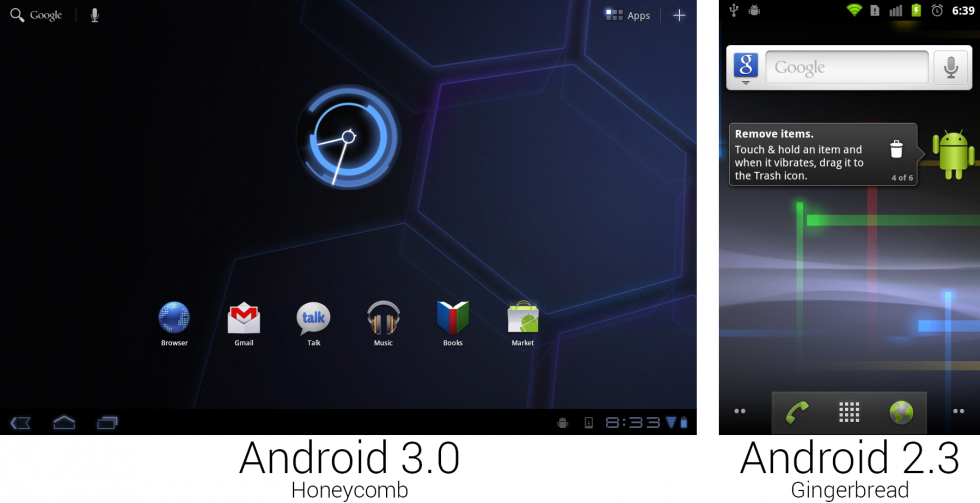 Google
Apps
Browser
Gmail
talk
Talk
Music
Books
Market
8:33
Android 3.0
Honeycomb
6:39
g
Google
Remove items.
Touch & hold an item and
when it vibrates, drag it to
the Trash icon.
4 of 6
Android 2.3
Gingerbread